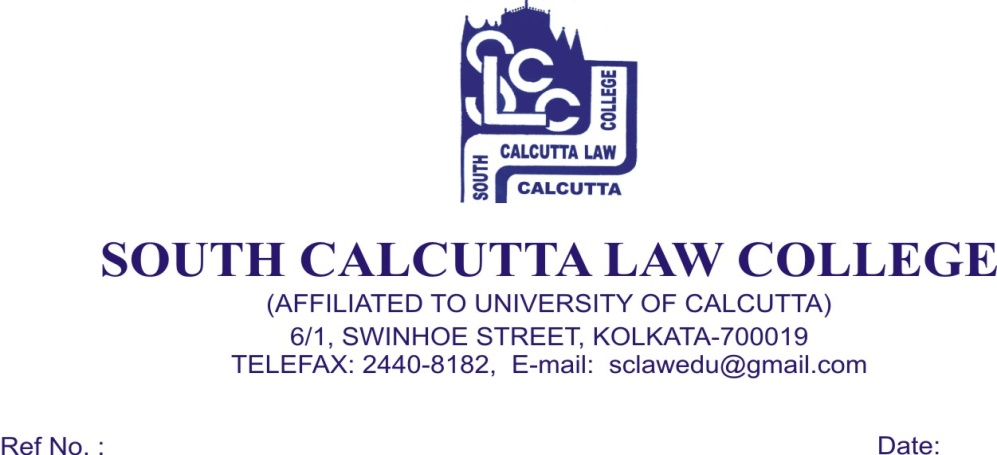 SCLC
COLLEGE
CALCUTTA LAW
SOUTH
CALCUTTA
SOUTH CALCUTTA LAW COLLEGE
(AFFILIATED TO UNIVERSITY OF CALCUTTA)
6/1, SWINHOE STREET, KOLKATA-700019
TELEFAX: 2440-8182, E-mail: sclawedu@gmail.com
Ref No. : Date: